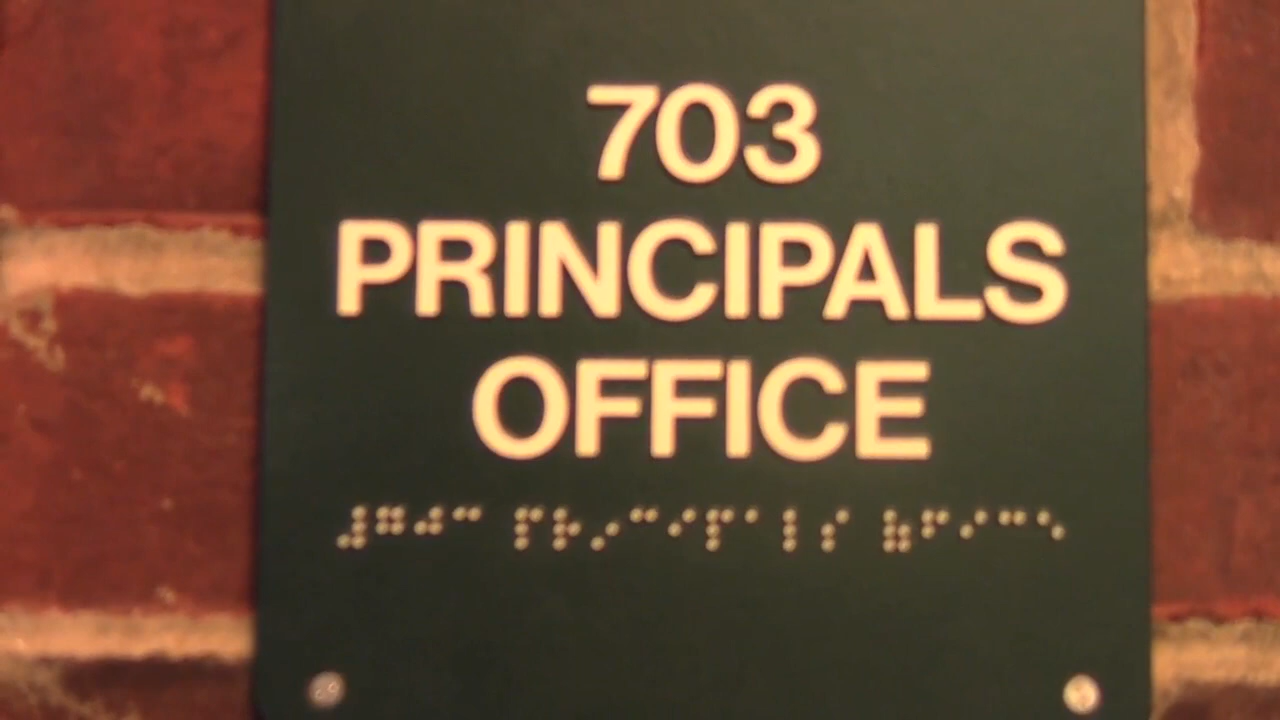 703
PRINCIPALS
OFFICE
⠼⠛⠚⠉ ⠏⠗⠔⠉⠊⠏⠁⠇⠎ ⠷⠋⠊⠉⠑